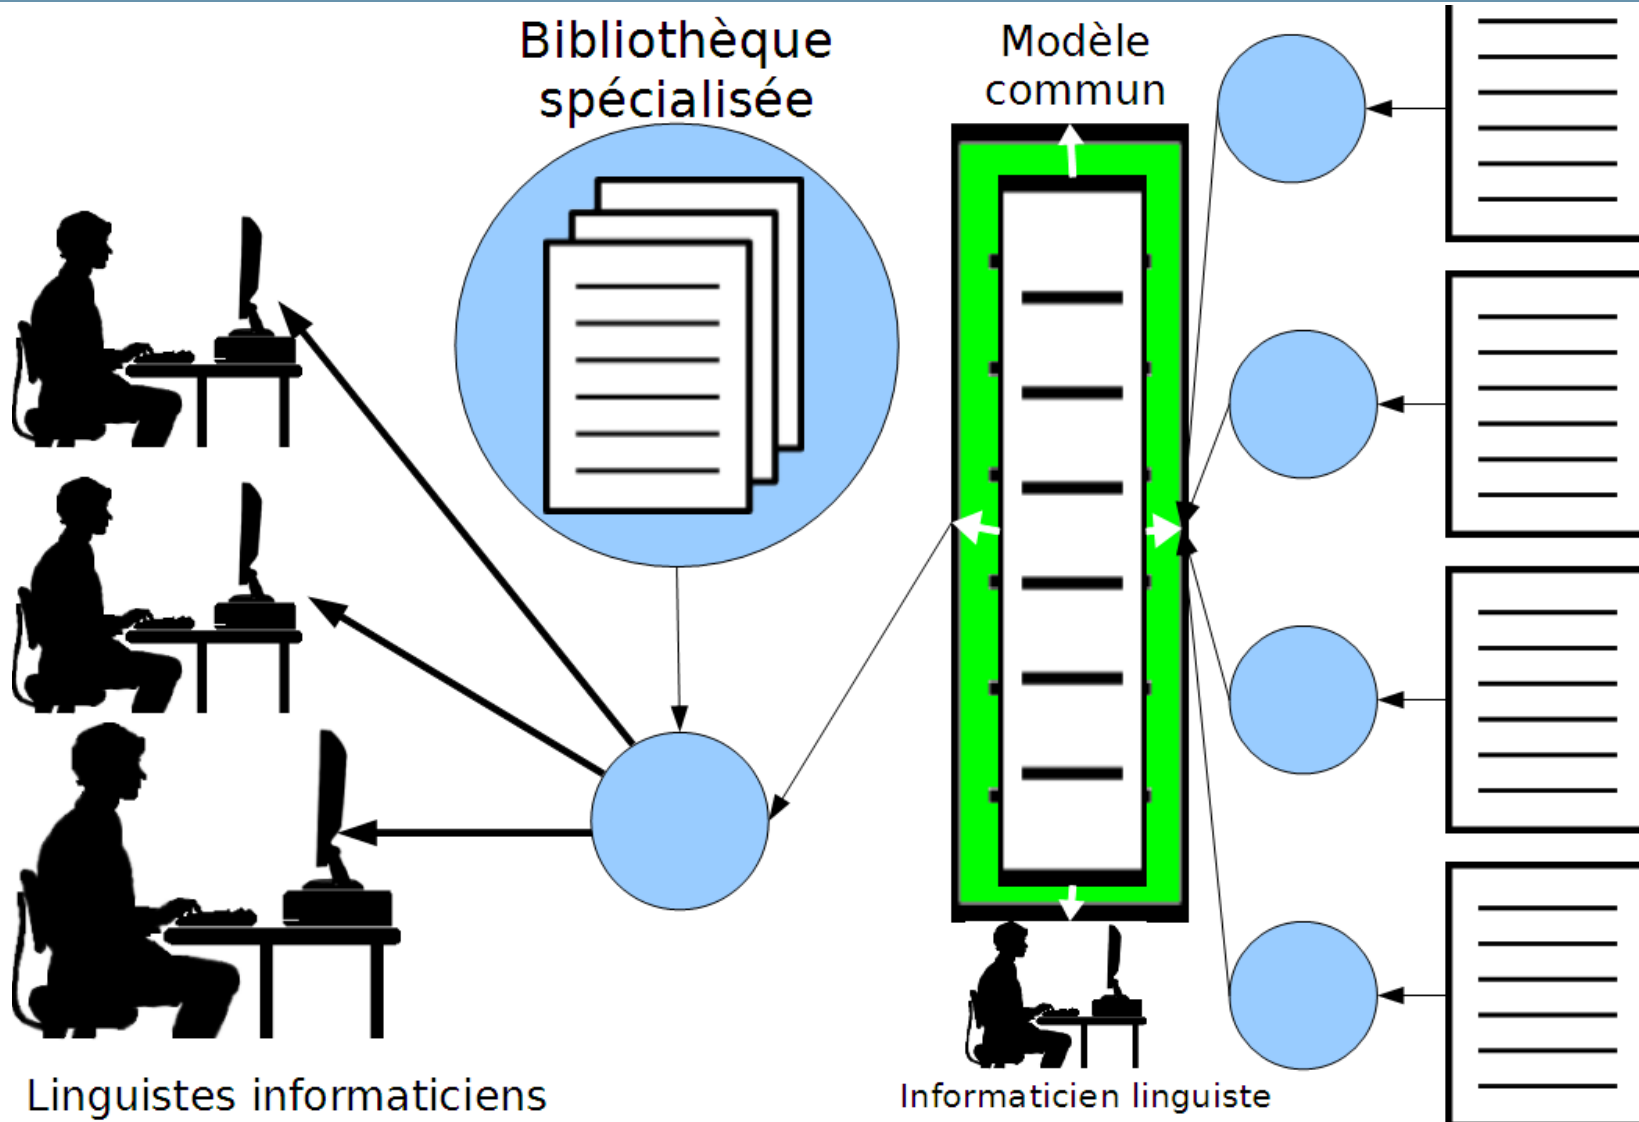 Bibliothèque
spécialisée
Modèle
commun
Linguistes informaticiens
Informaticien linguiste